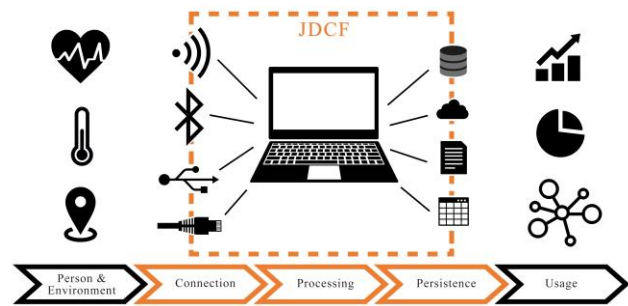 JDCF
Person &
Environment
Connection
Processing
Persistence
Usage